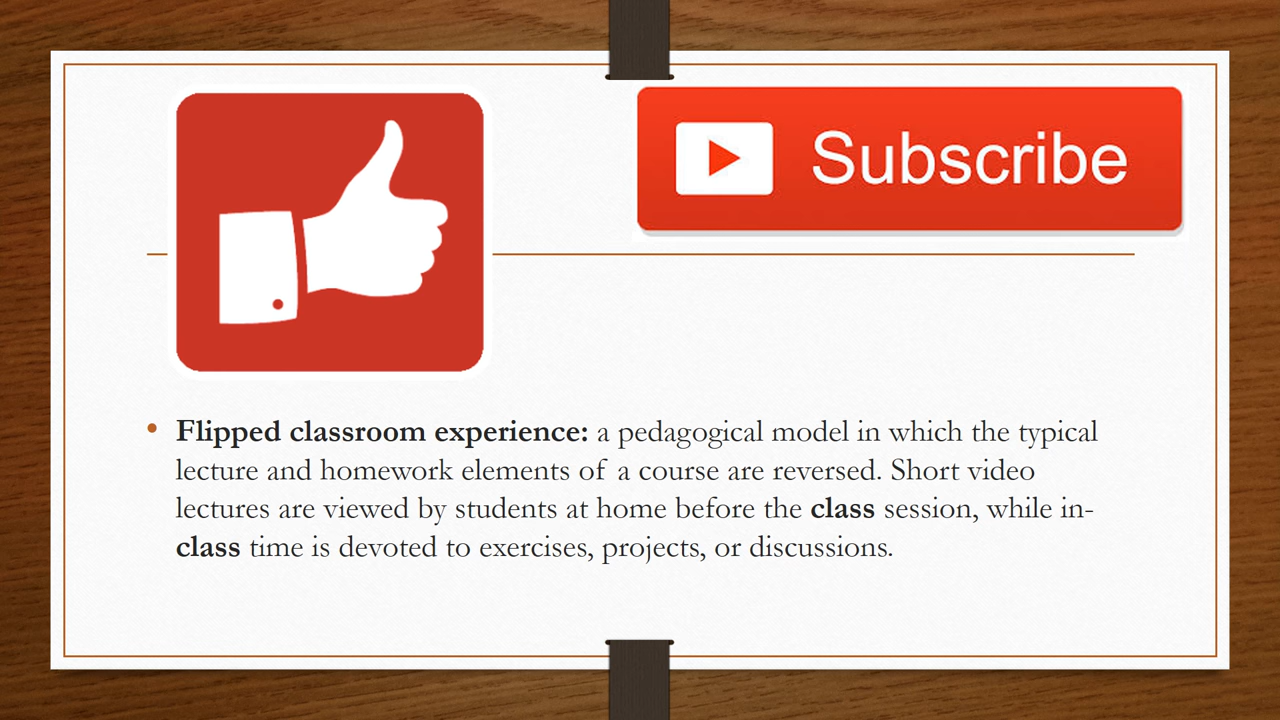 Subscribe
• Flipped classroom experience: a pedagogical model in which the typical
lecture and homework elements of a course are reversed. Short video
lectures are viewed by students at home before the class session, while in-
class time is devoted to exercises, projects, or discussions.